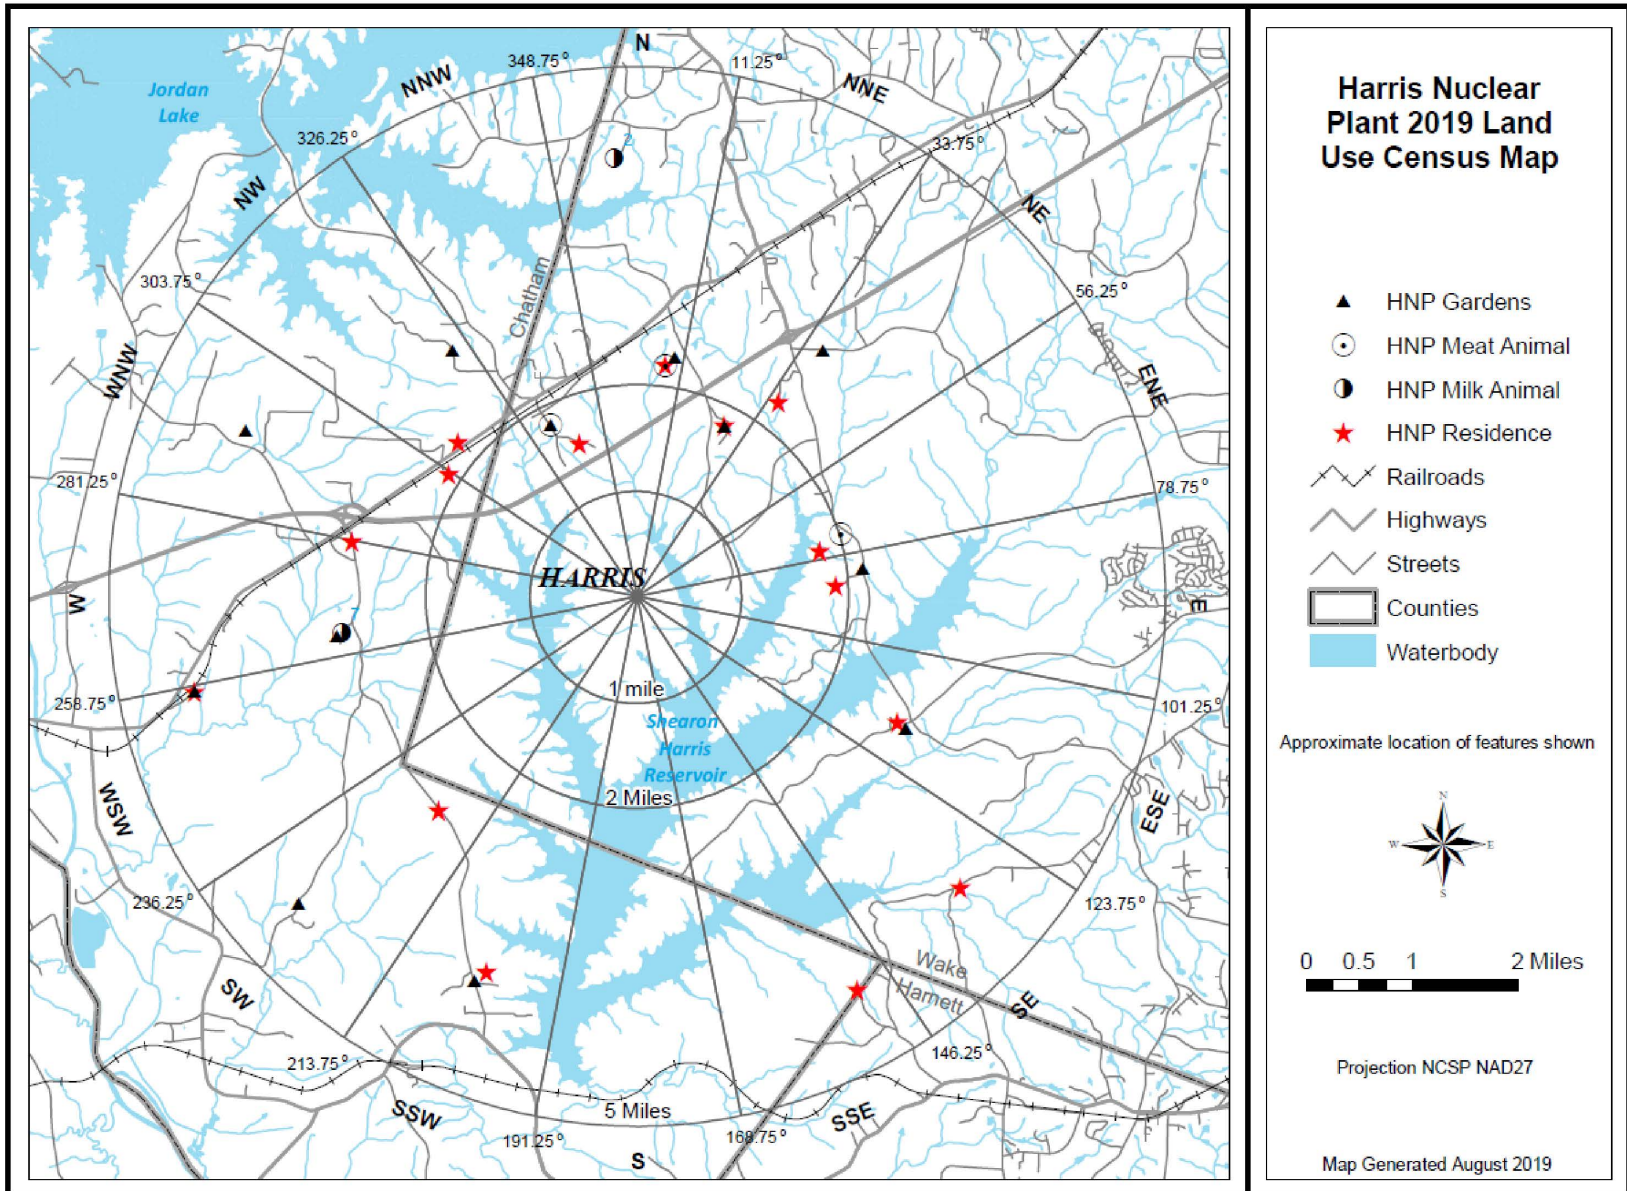 N
348.75°
11.25°
NNW
NNE
Jordan
Lake
326.25°
33.75°
2
NW
NE
Chatham
303.75°
56.25°
WNW
ENE
281.25°
78.75°
HARRIS
W
E
7
1 mile
258.75°
101.25°
Shearon
Harris
Reservoir
2 Miles
WSW
ESE
236.25°
123.75°
Wake
Harnett
SW
SE
213.75°
146.25°
5 Miles
SSW
SSE
191.25°
168.75°
S
Harris Nuclear
Plant 2019 Land
Use Census Map
HNP Gardens
HNP Meat Animal
HNP Milk Animal
HNP Residence
Railroads
Highways
Streets
Counties
Waterbody
Approximate location of features shown
N
W E
S
0 0.5 1 2 Miles
Projection NCSP NAD27
Map Generated August 2019